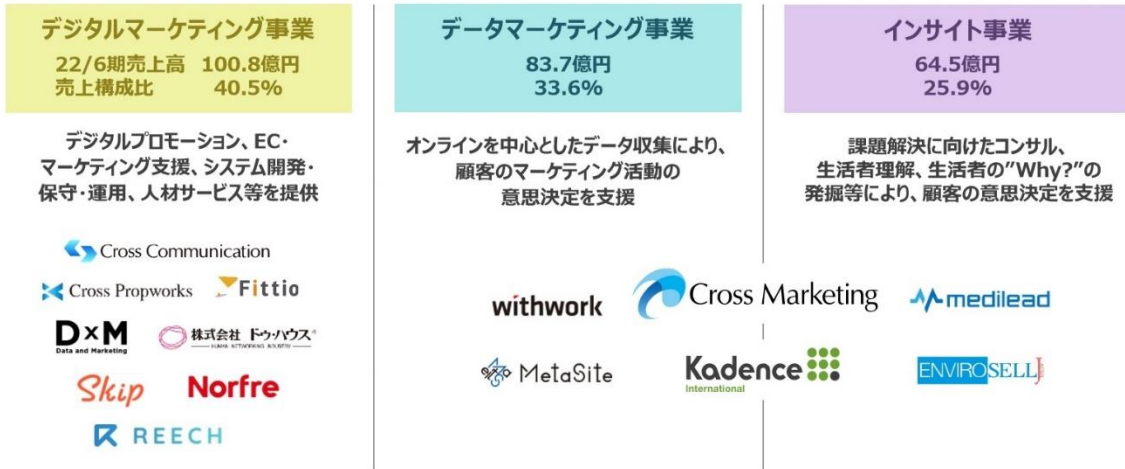 デジタルマーケティング事業
22/6期売上高 100.8億円
売上構成比 40.5%
デジタルプロモーション、EC・
マーケティング支援、システム開発・
保守・運用、人材サービス等を提供
Cross Communication
Cross Propworks
Fittio
D×M
Data and Marketing
株式会社 ドゥ・ハウス
HUMAN NETWORKING INDUSTRY
Skip
Norfre
REECH
データマーケティング事業
83.7億円
33.6%
オンラインを中心としたデータ収集により、
顧客のマーケティング活動の
意思決定を支援
インサイト事業
64.5億円
25.9%
課題解決に向けたコンサル、
生活者理解、生活者の”Why?”の
発掘等により、顧客の意思決定を支援
withwork
Cross Marketing
medilead
MetaSite
Kadence
International
ENVIROSELL